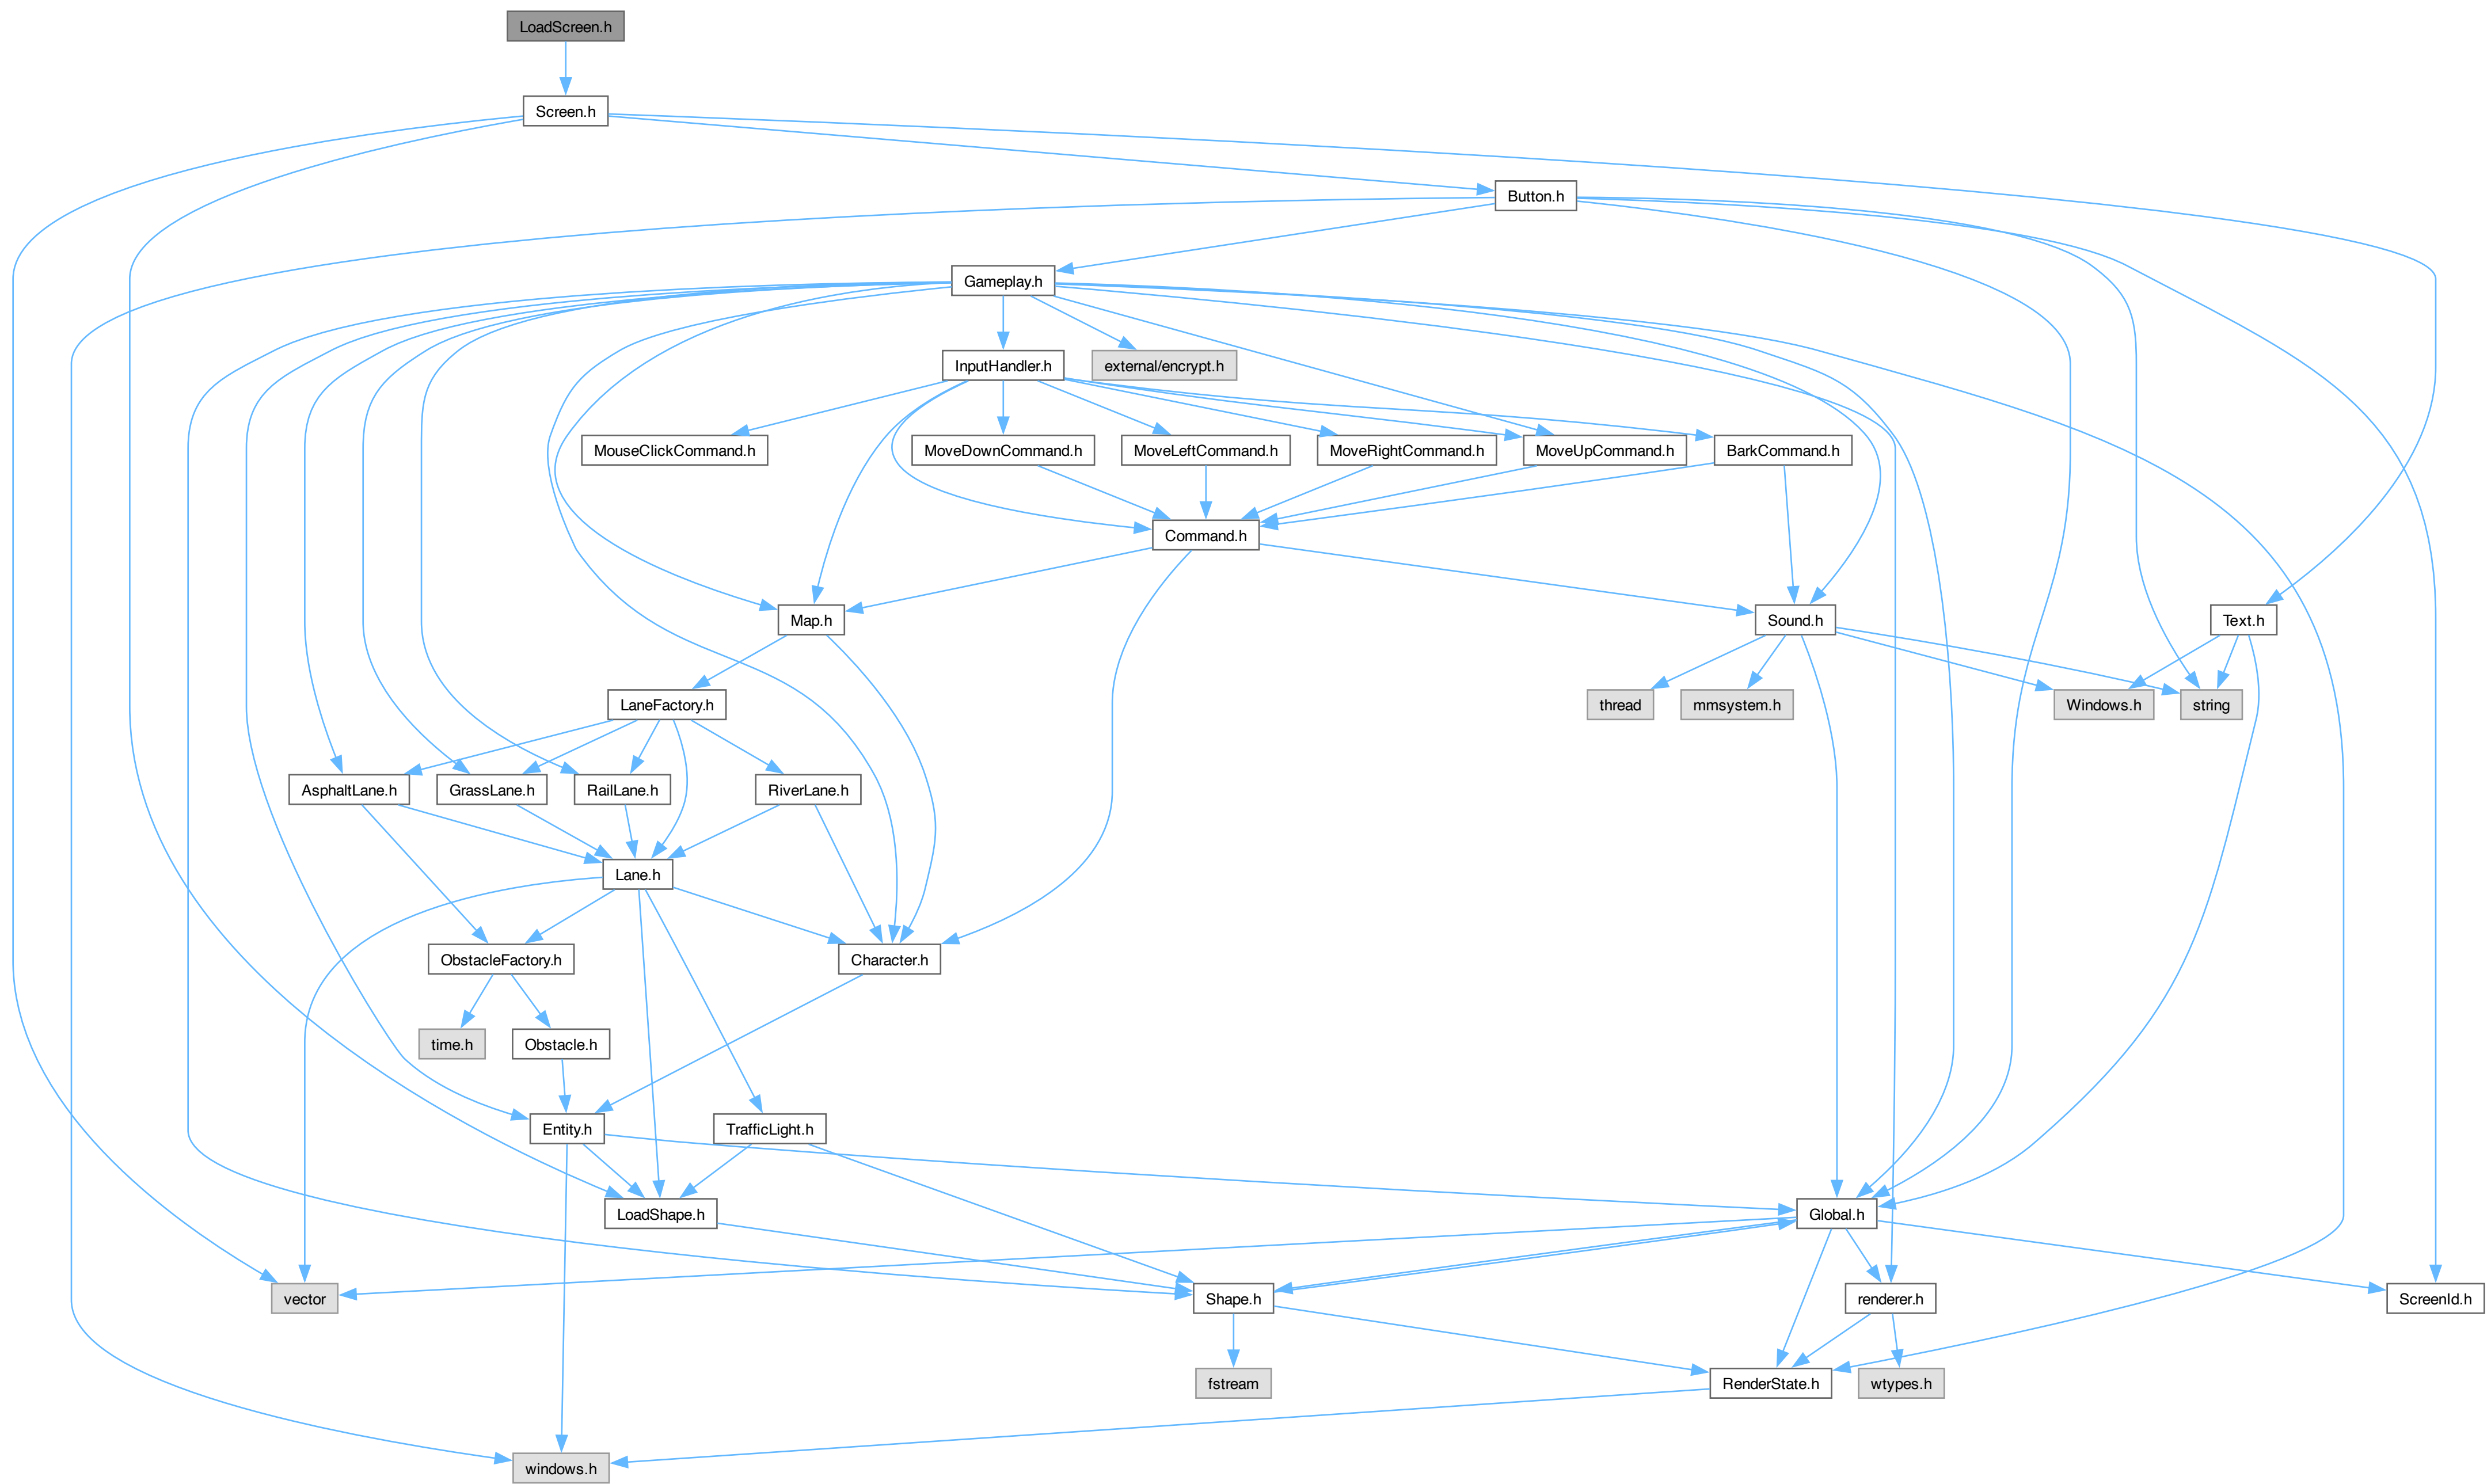 LoadScreen.h
Screen.h
Button.h
Gameplay.h
InputHandler.h
external/encrypt.h
MouseClickCommand.h
MoveDownCommand.h
MoveLeftCommand.h
MoveRightCommand.h
MoveUpCommand.h
BarkCommand.h
Command.h
Map.h
Sound.h
Text.h
LaneFactory.h
thread
mmsystem.h
Windows.h
string
AsphaltLane.h
GrassLane.h
RailLane.h
RiverLane.h
Lane.h
ObstacleFactory.h
Character.h
time.h
Obstacle.h
Entity.h
TrafficLight.h
LoadShape.h
Global.h
vector
Shape.h
renderer.h
ScreenId.h
fstream
RenderState.h
wtypes.h
windows.h